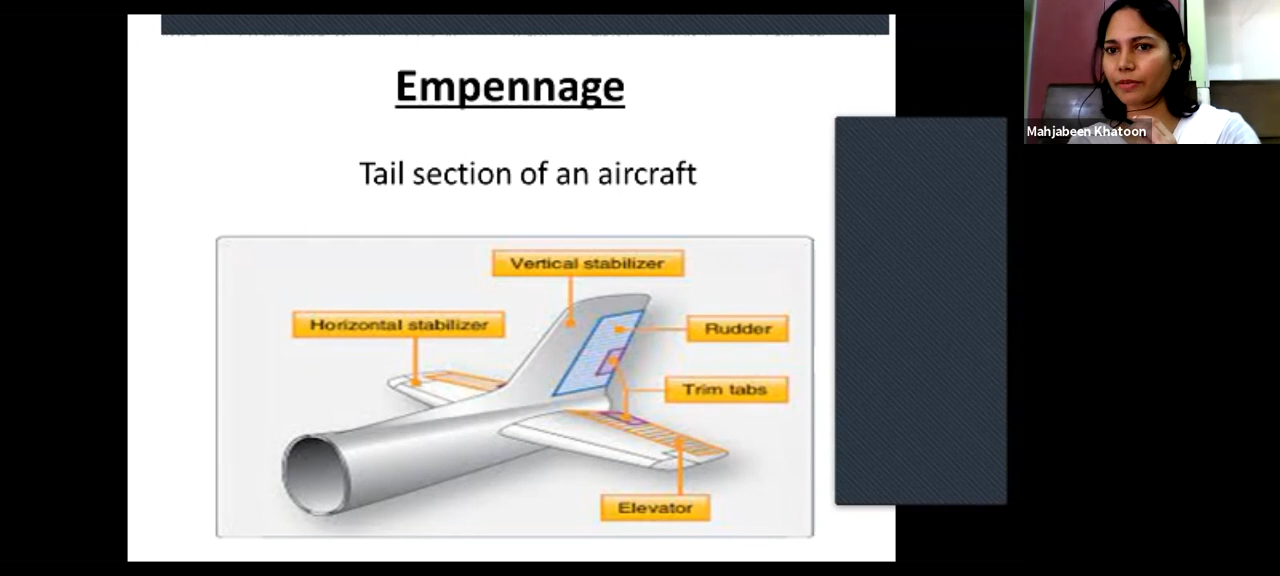 Empennage
Mahjabeen Khatoon
Tail section of an aircraft
Vertical stabilizer
Horizontal stabilizer
Rudder
Trim tabs
Elevator